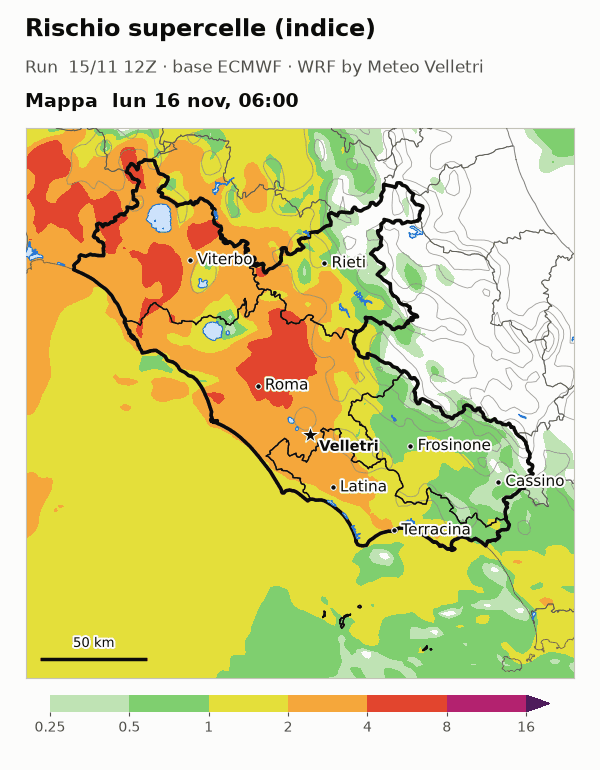 Rischio supercelle (indice)
Run  15/11 12Z · base ECMWF · WRF by Meteo Velletri
Mappa  lun 16 nov, 06:00
Viterbo
Rieti
Roma
Velletri
Frosinone
Cassino
Latina
Terracina
50 km
0.25 0.5 1 2 4 8 16